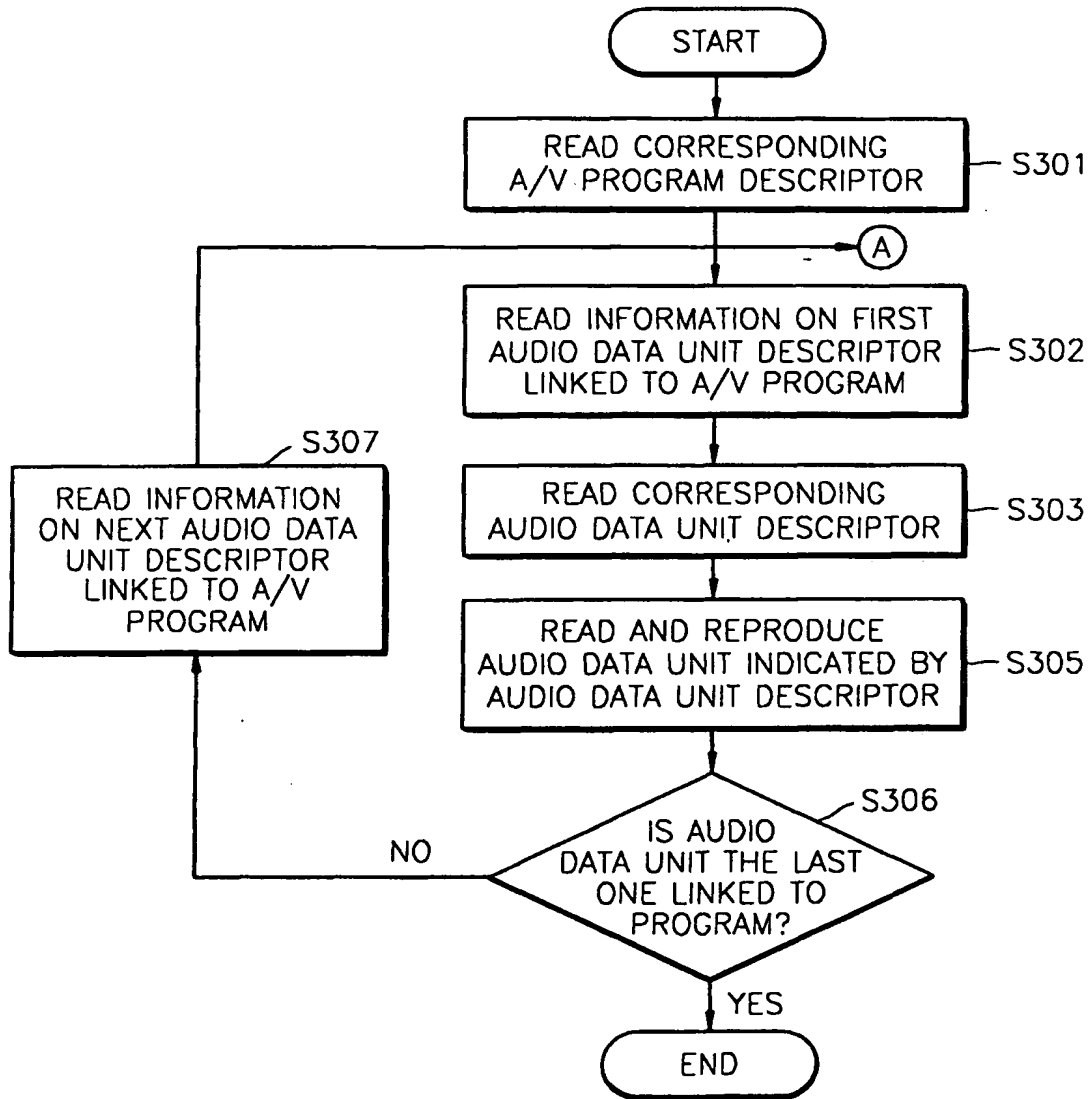 START
READ CORRESPONDING
A/V PROGRAM DESCRIPTOR
S301
A
READ INFORMATION ON FIRST
AUDIO DATA UNIT DESCRIPTOR
LINKED TO A/V PROGRAM
S302
S307
READ INFORMATION
ON NEXT AUDIO DATA
UNIT DESCRIPTOR
LINKED TO A/V
PROGRAM
READ CORRESPONDING
AUDIO DATA UNIT DESCRIPTOR
S303
READ AND REPRODUCE
AUDIO DATA UNIT INDICATED BY
AUDIO DATA UNIT DESCRIPTOR
S305
S306
IS AUDIO
DATA UNIT THE LAST
ONE LINKED TO
PROGRAM?
NO
YES
END